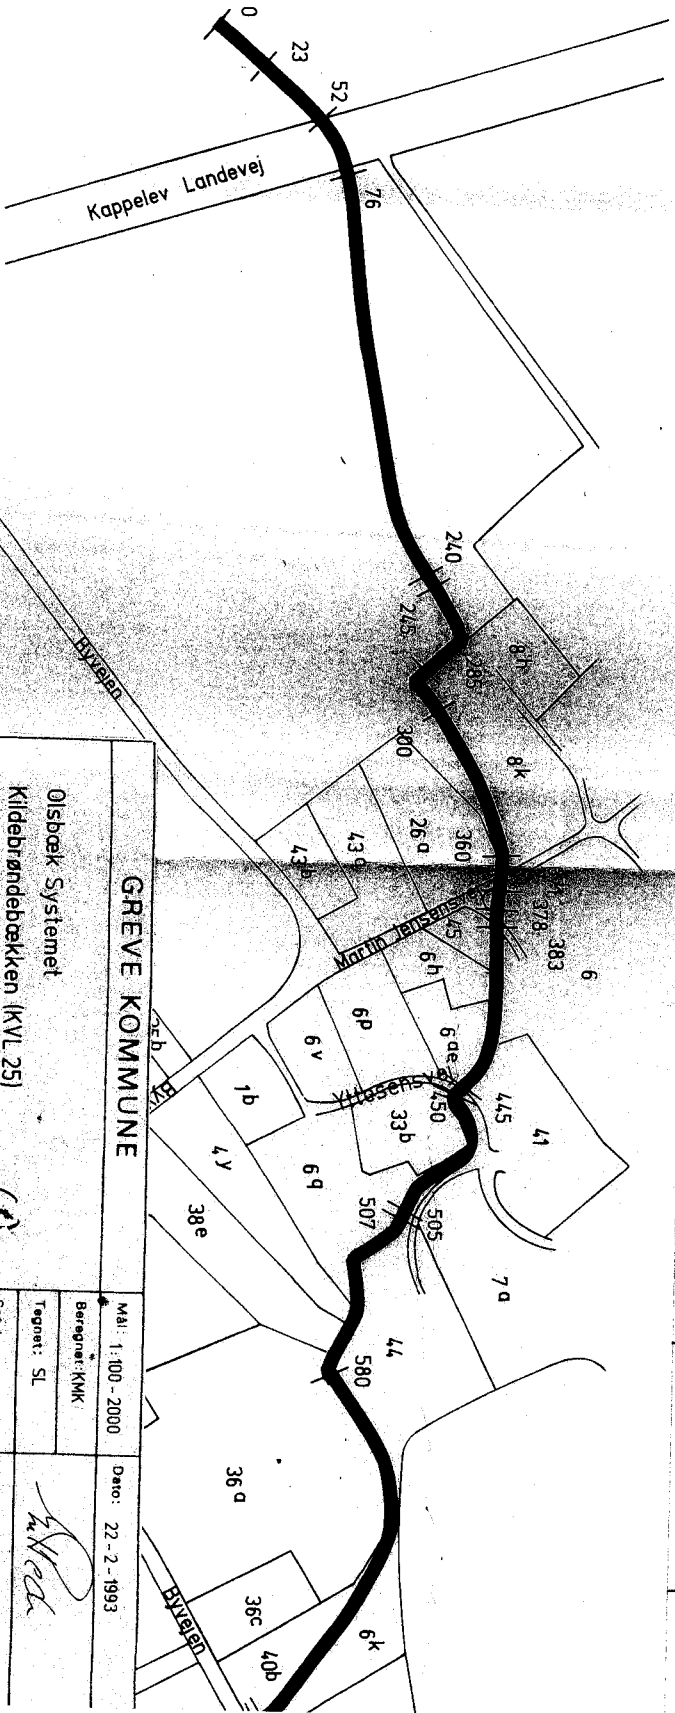 0
23
52
76
Kappelev Landevej
240
245
8h
285
300
8k
Byvejen
26a
360
43b
378
383
6
Martin Jensensve
45
6h
6p
6v
6ae
450
445
41
1b
33b
4y
6q
38e
507
505
7a
44
580
36a
36c
6k
40b
Byvejen
25b
GREVE KOMMUNE
Olsbæk Systemet
Kildebrøndebækken (KVL. 25)
Mål: 1:100 - 2000
Dato: 22-2-1993
Beregnet: KMK
Tegnet: SL